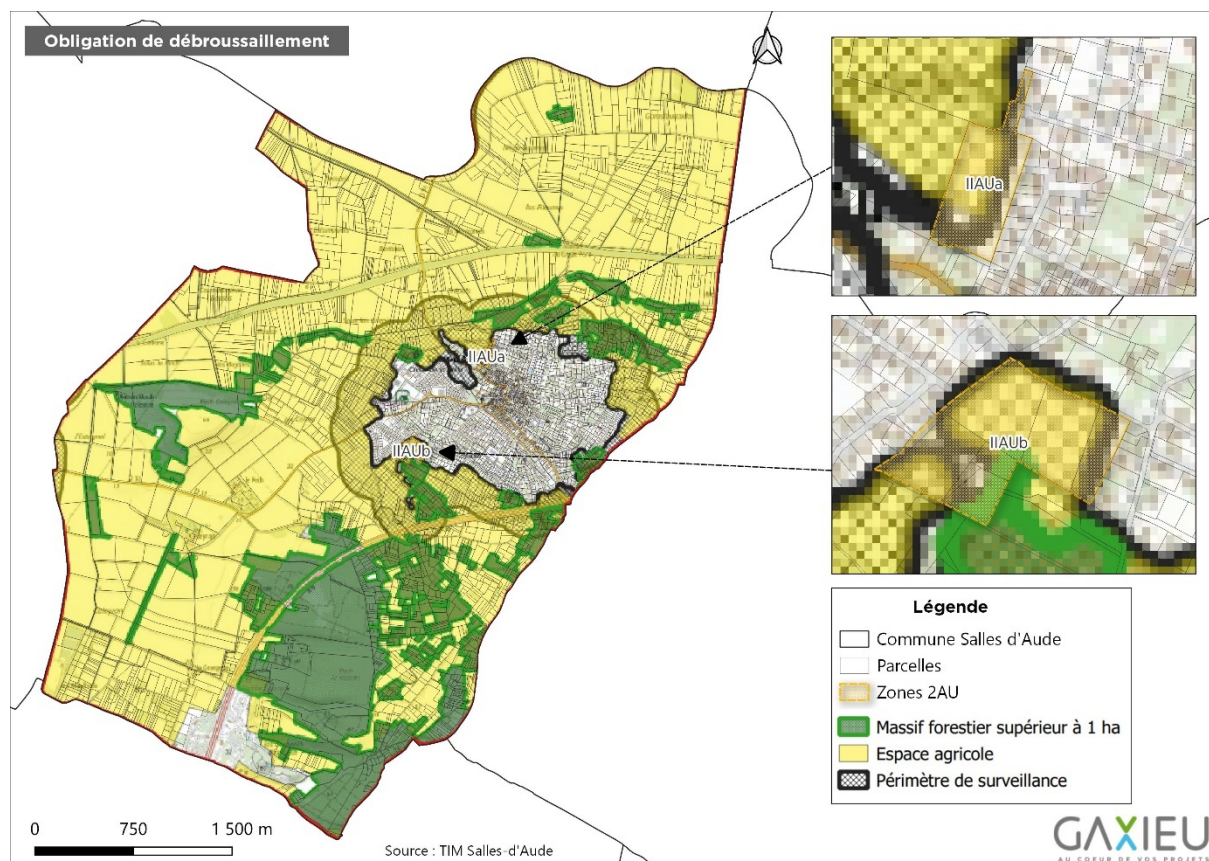 Obligation de débroussaillement
IIAUa
IIAUb
IIAUa
IIAUb
Légende
Commune Salles d'Aude
Parcelles
Zones 2AU
Massif forestier supérieur à 1 ha
Espace agricole
Périmètre de surveillance
0 750 1 500 m
Source : TIM Salles-d'Aude
GAXIEU
AU COEUR DE VOS PROJETS